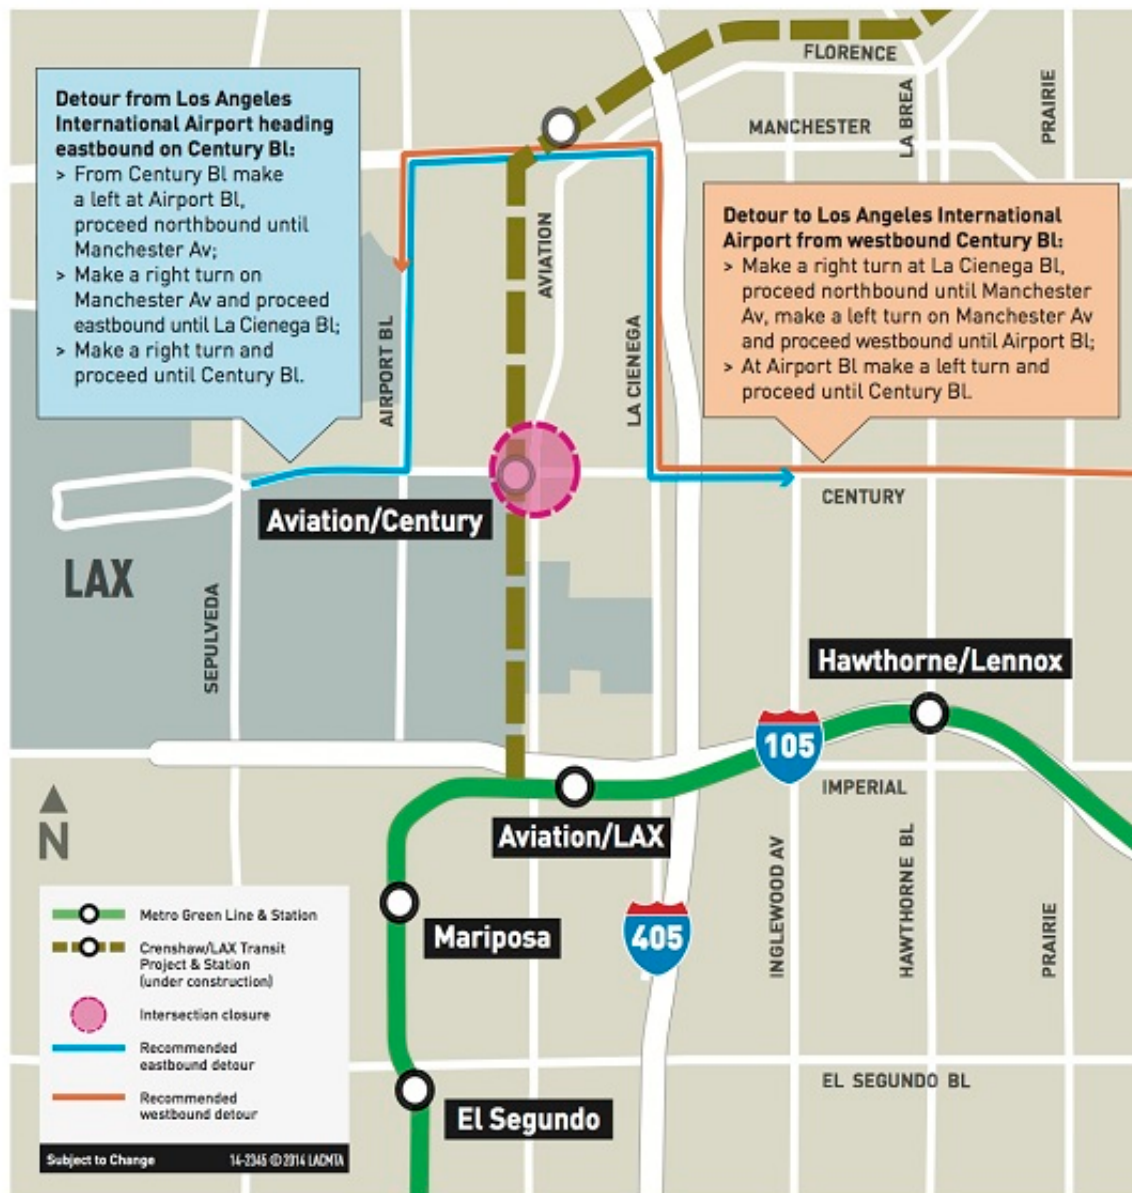 FLORENCE
LA BREA
PRAIRIE
MANCHESTER
Detour from Los Angeles
International Airport heading
eastbound on Century Bl:
> From Century Bl make
a left at Airport Bl,
proceed northbound until
Manchester Av;
> Make a right turn on
Manchester Av and proceed
eastbound until La Cienega Bl;
> Make a right turn and
proceed until Century Bl.
Detour to Los Angeles International
Airport from westbound Century Bl:
> Make a right turn at La Cienega Bl,
proceed northbound until Manchester
Av, make a left turn on Manchester Av
and proceed westbound until Airport Bl;
> At Airport Bl make a left turn and
proceed until Century Bl.
AVIATION
AIRPORT BL
LA CIENEGA
CENTURY
Aviation/Century
LAX
SEPULVEDA
Hawthorne/Lennox
105
IMPERIAL
N
Aviation/LAX
Mariposa
405
INGLEWOOD AV
HAWTHORNE BL
PRAIRIE
EL SEGUNDO BL
El Segundo
Metro Green Line & Station
Crenshaw/LAX Transit
Project & Station
(under construction)
Intersection closure
Recommended
eastbound detour
Recommended
westbound detour
Subject to Change
14-2345 © 2014 LACMTA